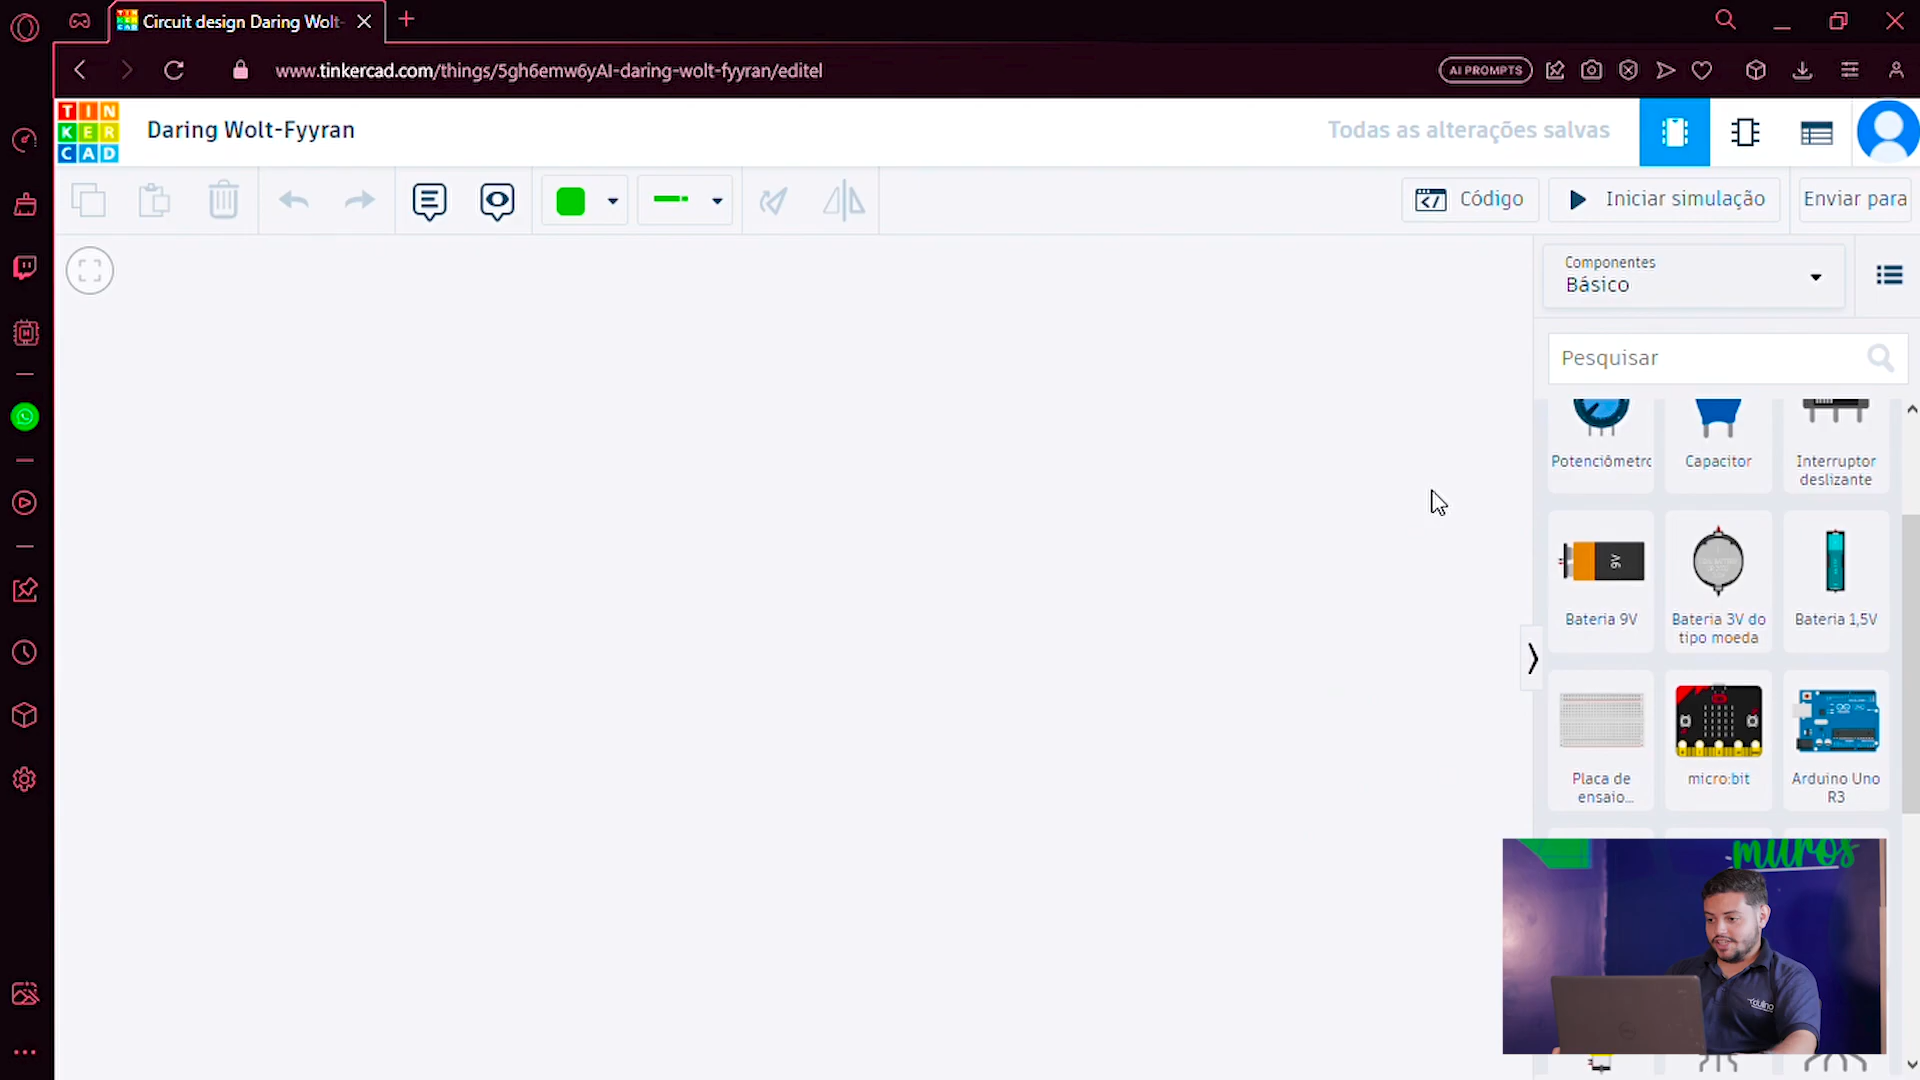 Circuit design Daring Wolt-
www.tinkercad.com/things/5gh6emw6yAI-daring-wolt-fyyran/editel
AI PROMPTS
TIN
KER
CAD
Daring Wolt-Fyyran
Todas as alterações salvas
Código
Iniciar simulação
Enviar para
Componentes
Básico
Pesquisar
Potenciômetro
Capacitor
Interruptor
deslizante
9V
Bateria 9V
Bateria 3V do
tipo moeda
Bateria 1,5V
Placa de
ensaio...
micro:bit
Arduino Uno
R3
muros